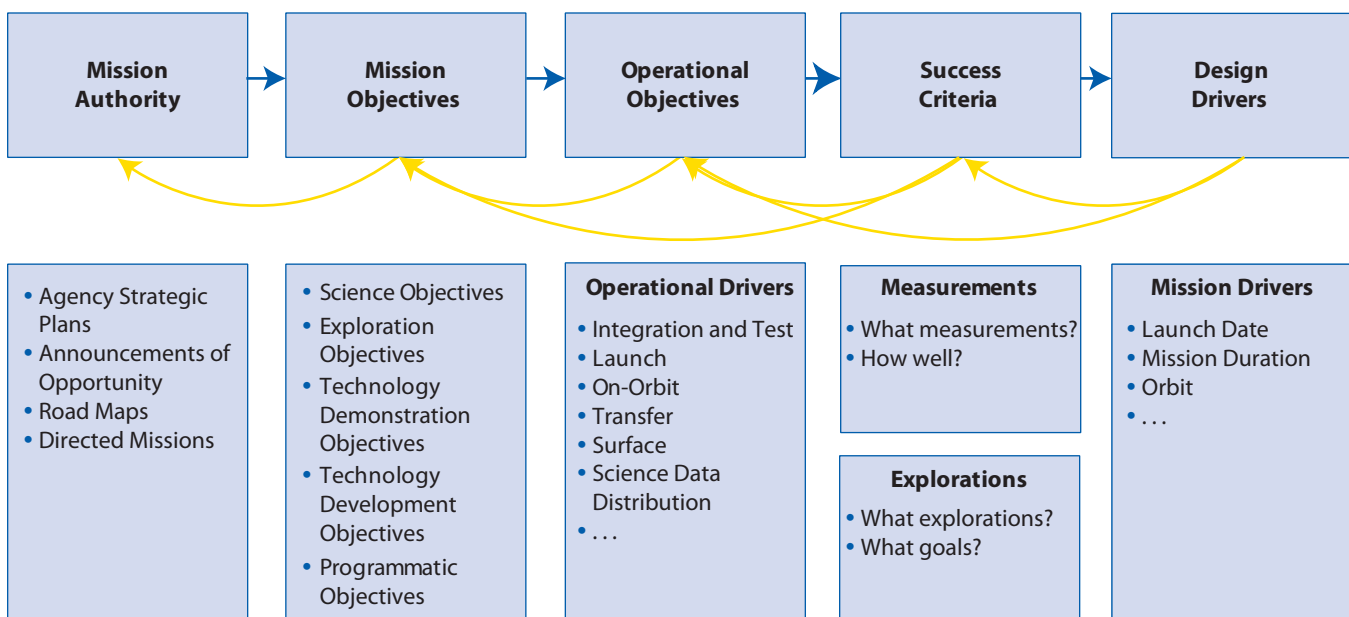 Mission
Authority
Mission
Objectives
Operational
Objectives
Success
Criteria
Design
Drivers
• Agency Strategic
Plans
• Announcements of
Opportunity
• Road Maps
• Directed Missions
• Science Objectives
• Exploration
Objectives
• Technology
Demonstration
Objectives
• Technology
Development
Objectives
• Programmatic
Objectives
Operational Drivers
• Integration and Test
• Launch
• On-Orbit
• Transfer
• Surface
• Science Data
Distribution
• . . .
Measurements
• What measurements?
• How well?
Explorations
• What explorations?
• What goals?
Mission Drivers
• Launch Date
• Mission Duration
• Orbit
• . . .